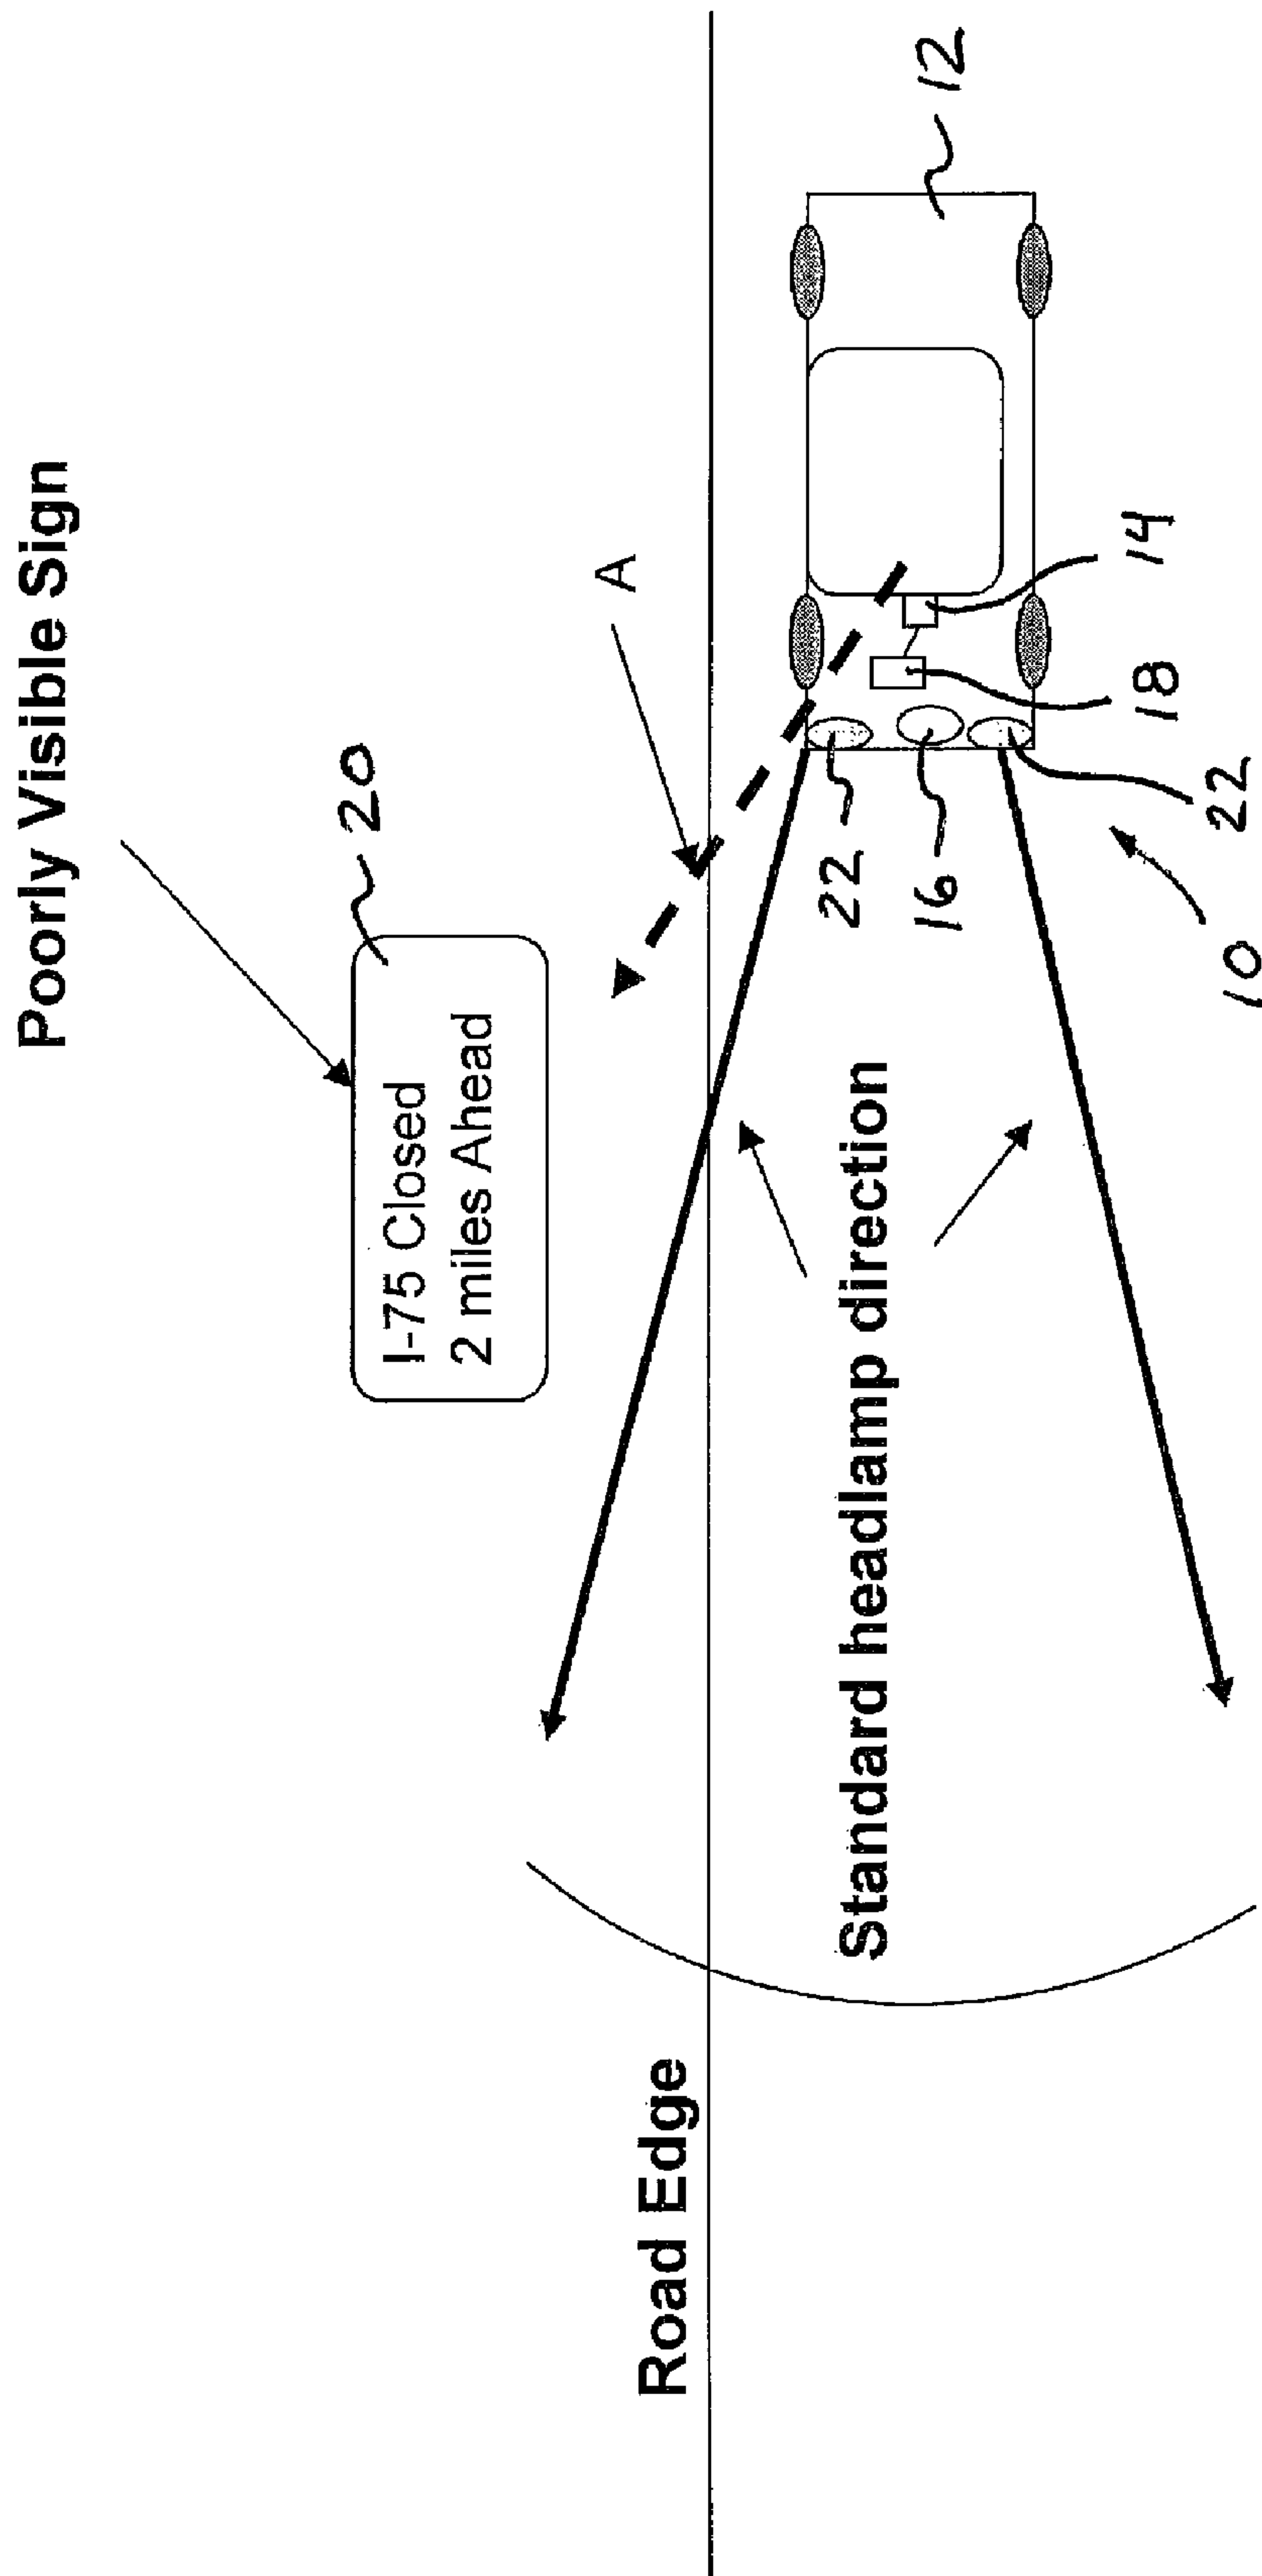 Poorly Visible Sign
20
I-75 Closed
2 miles Ahead
A
Road Edge
Standard headlamp direction
22
16
12
18
14
10
22